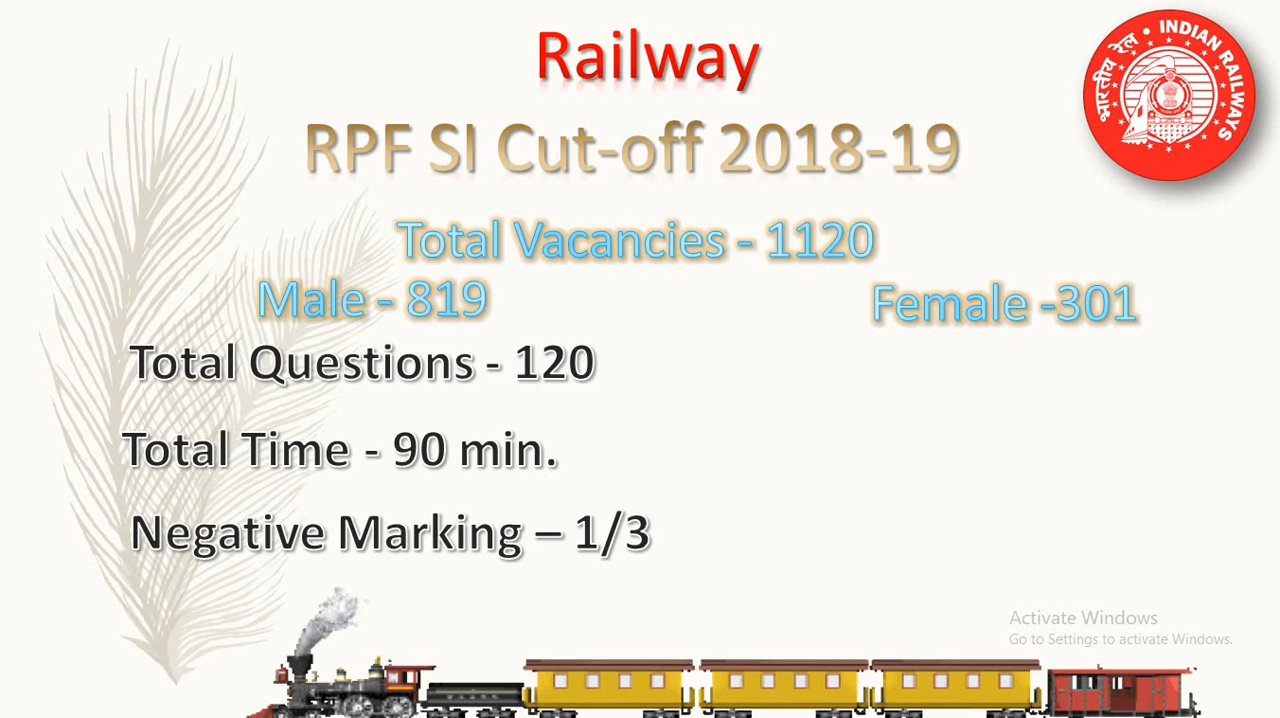 Railway
भारतीय रेल • INDIAN RAILWAYS
RPF SI Cut-off 2018-19
Total Vacancies - 1120
Male - 819
Female -301
Total Questions - 120
Total Time - 90 min.
Negative Marking – 1/3
Activate Windows
Go to Settings to activate Windows.